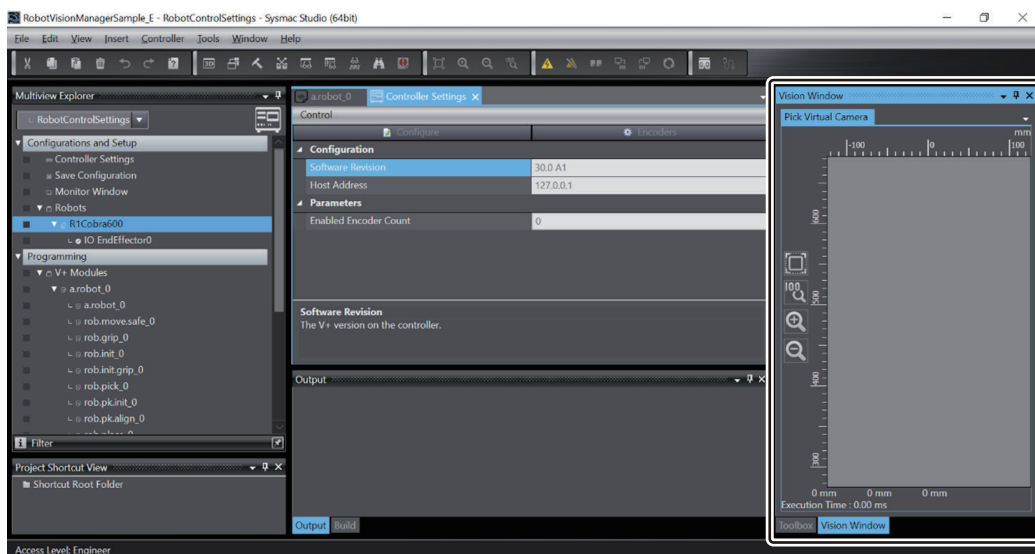 RobotVisionManagerSample_E - RobotControlSettings - Sysmac Studio (64bit)
File Edit View Insert Controller Tools Window Help
Multiview Explorer
RobotControlSettings
Configurations and Setup
Controller Settings
Save Configuration
Monitor Window
Robots
R1Cobra600
IO EndEffector0
Programming
V+ Modules
a.robot_0
a.robot_0
rob.move.safe_0
rob.grip_0
rob.init_0
rob.init.grip_0
rob.pick_0
rob.pk.init_0
rob.pk.align_0
Filter
Project Shortcut View
Shortcut Root Folder
a.robot_0 Controller Settings
Control
Configure Encoders
Configuration
Software Revision 30.0 A1
Host Address 127.0.0.1
Parameters
Enabled Encoder Count 0
Software Revision
The V+ version on the controller.
Output
Output Build
Vision Window
Pick Virtual Camera
mm
-100 0 100
600
100
500
400
300
0 mm 0 mm 0 mm
Execution Time : 0.00 ms
Toolbox Vision Window
Access Level: Engineer